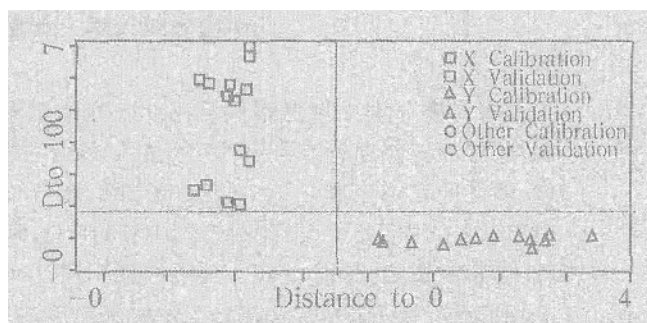 7
Dto 100
-0
□ X Calibration
□ X Validation
△ Y Calibration
△ Y Validation
○ Other Calibration
○ Other Validation
-0
Distance to 0
4